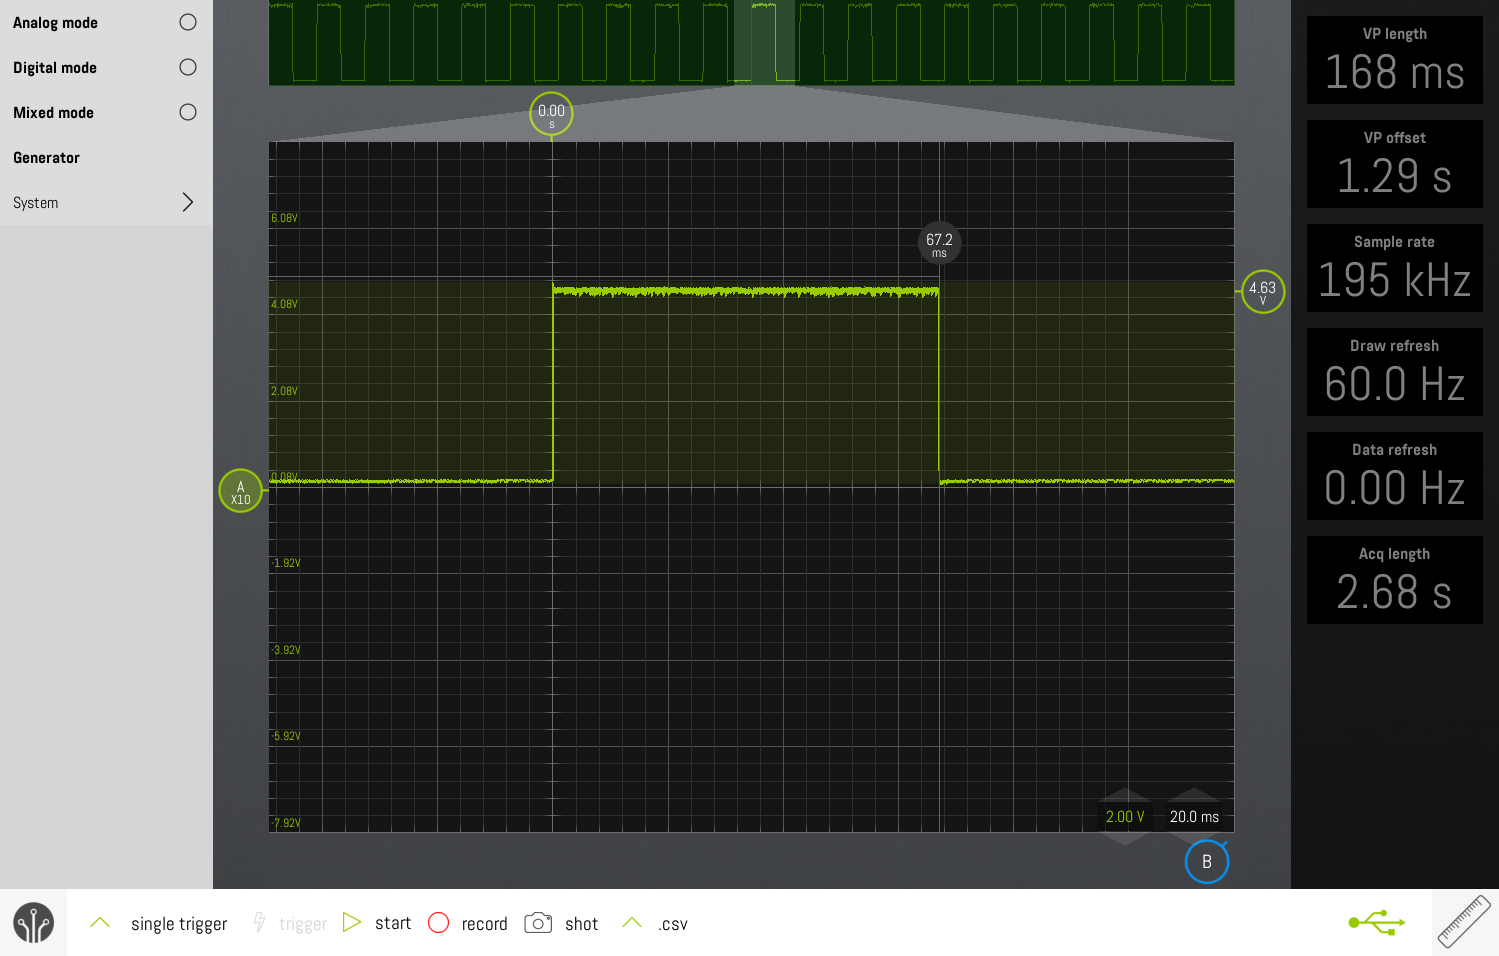 Analog mode
Digital mode
Mixed mode
Generator
System
0.00
s
6.08V
4.08V
2.08V
0.08V
-1.92V
-3.92V
-5.92V
-7.92V
67.2
ms
4.63
V
A
X10
2.00 V
20.0 ms
B
VP length
168 ms
VP offset
1.29 s
Sample rate
195 kHz
Draw refresh
60.0 Hz
Data refresh
0.00 Hz
Acq length
2.68 s
single trigger
trigger
start
record
shot
.csv